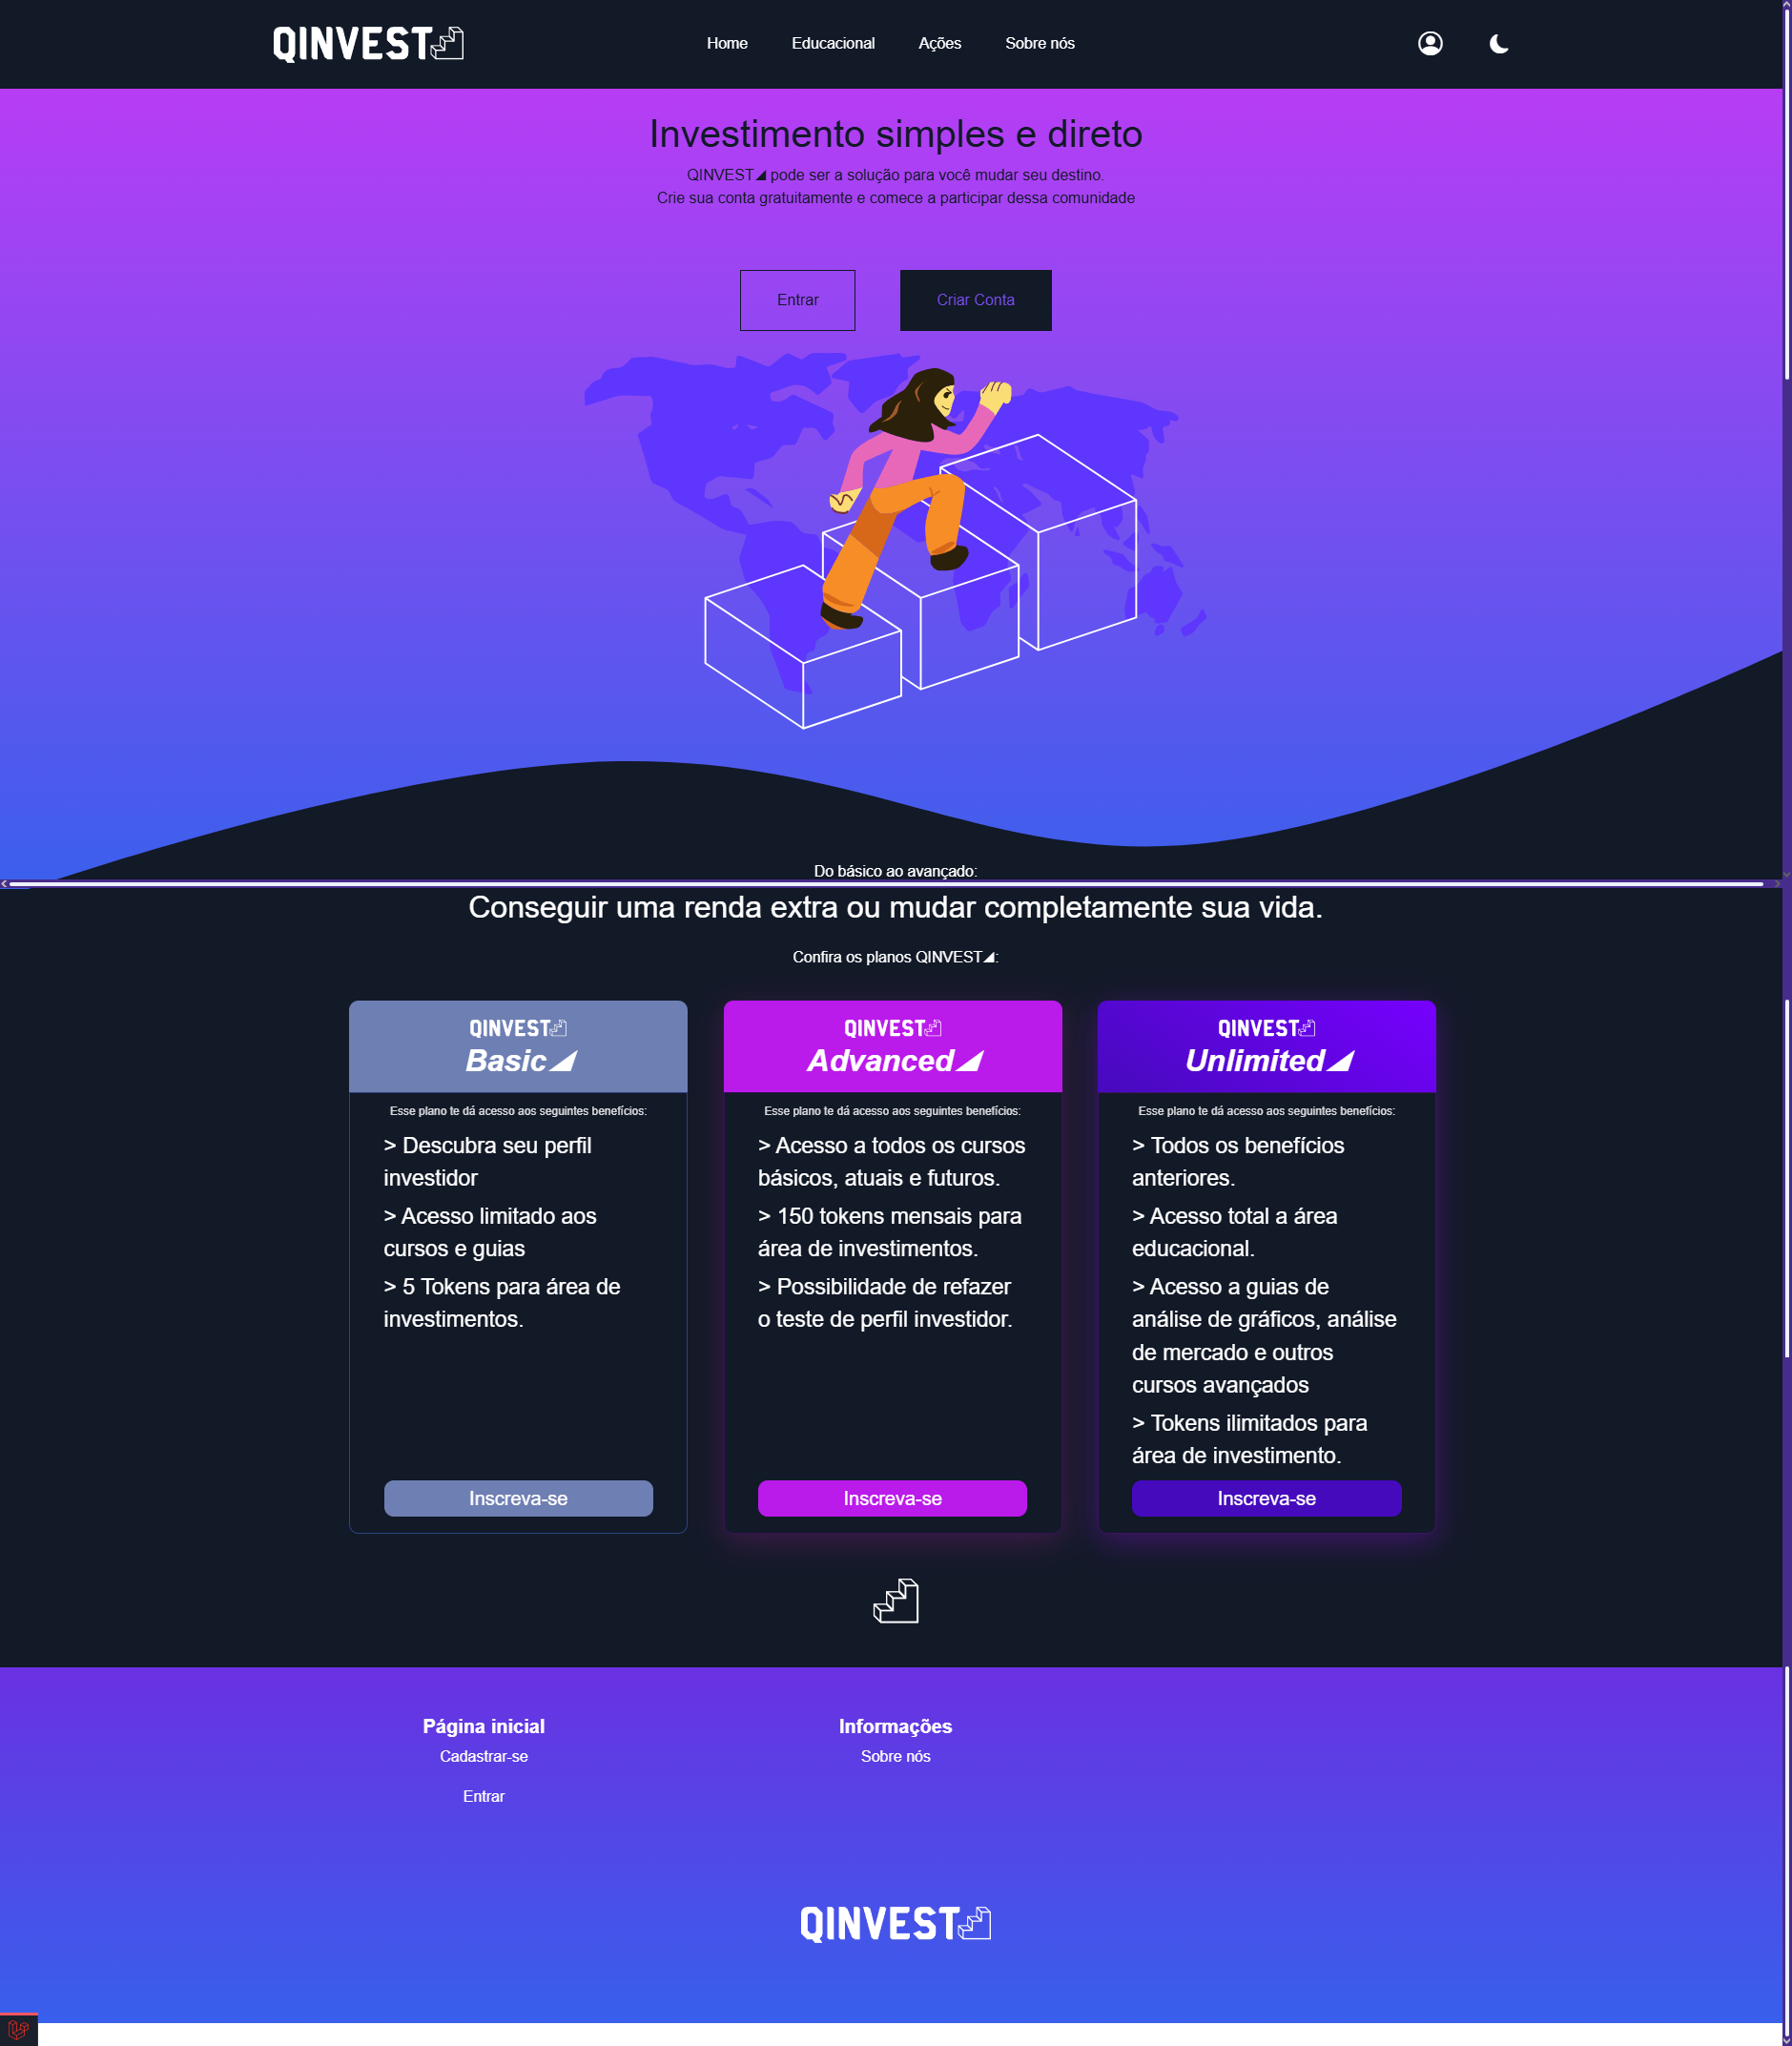 QINVEST
Home
Educacional
Ações
Sobre nós
Investimento simples e direto
QINVEST◢ pode ser a solução para você mudar seu destino.
Crie sua conta gratuitamente e comece a participar dessa comunidade
Entrar
Criar Conta
Do básico ao avançado:
Conseguir uma renda extra ou mudar completamente sua vida.
Confira os planos QINVEST◢:
QINVEST
Basic◢
Esse plano te dá acesso aos seguintes benefícios:
> Descubra seu perfil
investidor
> Acesso limitado aos
cursos e guias
> 5 Tokens para área de
investimentos.
Inscreva-se
QINVEST
Advanced◢
Esse plano te dá acesso aos seguintes benefícios:
> Acesso a todos os cursos
básicos, atuais e futuros.
> 150 tokens mensais para
área de investimentos.
> Possibilidade de refazer
o teste de perfil investidor.
Inscreva-se
QINVEST
Unlimited◢
Esse plano te dá acesso aos seguintes benefícios:
> Todos os benefícios
anteriores.
> Acesso total a área
educacional.
> Acesso a guias de
análise de gráficos, análise
de mercado e outros
cursos avançados
> Tokens ilimitados para
área de investimento.
Inscreva-se
Página inicial
Cadastrar-se
Entrar
Informações
Sobre nós
QINVEST